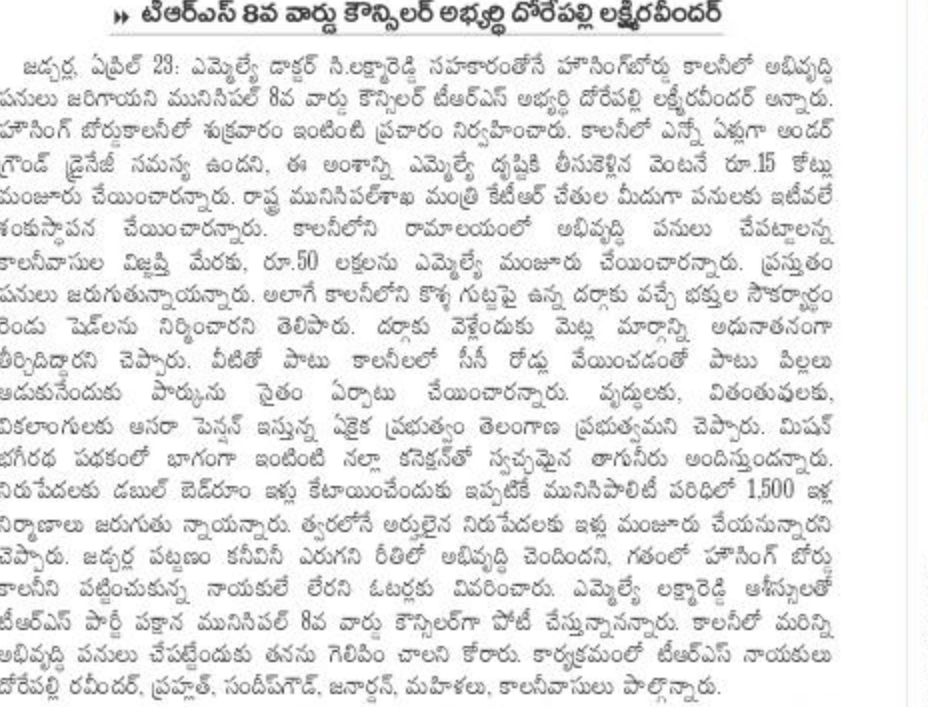 ▸▸ టీఆర్ఎస్ 8వ వార్డు కౌన్సిలర్ అభ్యర్థి దోరేపల్లి లక్ష్మీరవీందర్
జడ్చర్ల, ఏప్రిల్ 23: ఎమ్మెల్యే డాక్టర్ సి.లక్ష్మారెడ్డి సహకారంతోనే హౌసింగ్‌బోర్డు కాలనీలో అభివృద్ధి
పనులు జరిగాయని మునిసిపల్ 8వ వార్డు కౌన్సిలర్ టీఆర్ఎస్ అభ్యర్థి దోరేపల్లి లక్ష్మీరవీందర్ అన్నారు.
హౌసింగ్ బోర్డుకాలనీలో శుక్రవారం ఇంటింటి ప్రచారం నిర్వహించారు. కాలనీలో ఎన్నో ఏళ్లుగా అండర్
గ్రౌండ్ డ్రైనేజీ సమస్య ఉందని, ఈ అంశాన్ని ఎమ్మెల్యే దృష్టికి తీసుకెళ్లిన వెంటనే రూ.15 కోట్లు
మంజూరు చేయించారన్నారు. రాష్ట్ర మునిసిపల్‌శాఖ మంత్రి కేటీఆర్ చేతుల మీదుగా పనులకు ఇటీవలే
శంకుస్థాపన చేయించారన్నారు. కాలనీలోని రామాలయంలో అభివృద్ధి పనులు చేపట్టాలన్న
కాలనీవాసుల విజ్ఞప్తి మేరకు, రూ.50 లక్షలను ఎమ్మెల్యే మంజూరు చేయించారన్నారు. ప్రస్తుతం
పనులు జరుగుతున్నాయన్నారు. అలాగే కాలనీలోని కొశ్గ గుట్టపై ఉన్న దర్గాకు వచ్చే భక్తుల సౌకర్యార్థం
రెండు షెడ్‌లను నిర్మించారని తెలిపారు. దర్గాకు వెళ్లేందుకు మెట్ల మార్గాన్ని అధునాతనంగా
తీర్చిదిద్దారని చెప్పారు. వీటితో పాటు కాలనీలలో సీసీ రోడ్లు వేయించడంతో పాటు పిల్లలు
ఆడుకునేందుకు పార్కును సైతం ఏర్పాటు చేయించారన్నారు. వృద్ధులకు, వితంతువులకు,
వికలాంగులకు ఆసరా పెన్షన్ ఇస్తున్న ఏకైక ప్రభుత్వం తెలంగాణ ప్రభుత్వమని చెప్పారు. మిషన్
భగీరథ పథకంలో భాగంగా ఇంటింటి నల్లా కనెక్షన్‌తో స్వచ్ఛమైన తాగునీరు అందిస్తుందన్నారు.
నిరుపేదలకు డబుల్ బెడ్‌రూం ఇళ్లు కేటాయించేందుకు ఇప్పటికే మునిసిపాలిటీ పరిధిలో 1,500 ఇళ్ల
నిర్మాణాలు జరుగుతు న్నాయన్నారు. త్వరలోనే అర్హులైన నిరుపేదలకు ఇళ్లు మంజూరు చేయనున్నారని
చెప్పారు. జడ్చర్ల పట్టణం కనీవినీ ఎరుగని రీతిలో అభివృద్ధి చెందిందని, గతంలో హౌసింగ్ బోర్డు
కాలనీని పట్టించుకున్న నాయకులే లేరని ఓటర్లకు వివరించారు. ఎమ్మెల్యే లక్ష్మారెడ్డి ఆశీస్సులతో
టీఆర్ఎస్ పార్టీ పక్షాన మునిసిపల్ 8వ వార్డు కౌన్సిలర్‌గా పోటీ చేస్తున్నానన్నారు. కాలనీలో మరిన్ని
అభివృద్ధి పనులు చేపట్టేందుకు తనను గెలిపిం చాలని కోరారు. కార్యక్రమంలో టీఆర్ఎస్ నాయకులు
దోరేపల్లి రవీందర్, ప్రహ్లత్, సందీప్‌గౌడ్, జనార్దన్, మహిళలు, కాలనీవాసులు పాల్గొన్నారు.